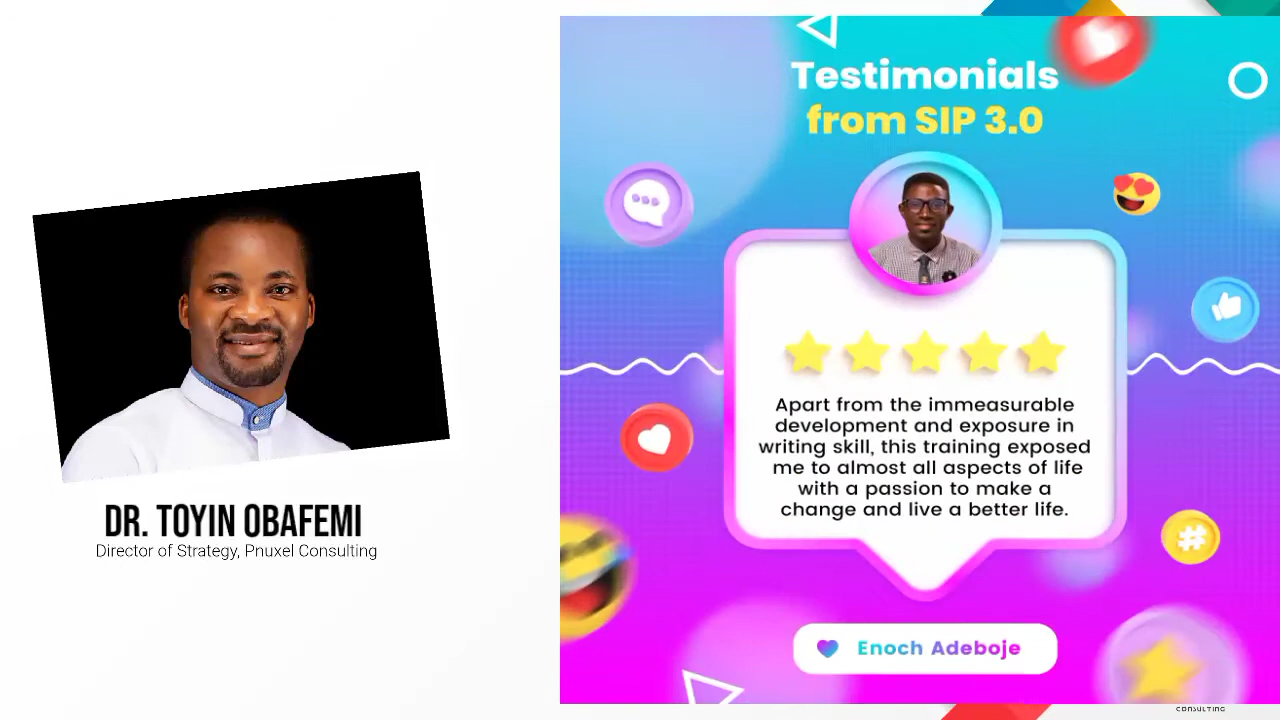 DR. TOYIN OBAFEMI
Director of Strategy, Pnuxel Consulting
Testimonials
from SIP 3.0
Apart from the immeasurable
development and exposure in
writing skill, this training exposed
me to almost all aspects of life
with a passion to make a
change and live a better life.
Enoch Adeboje
CONSULTING